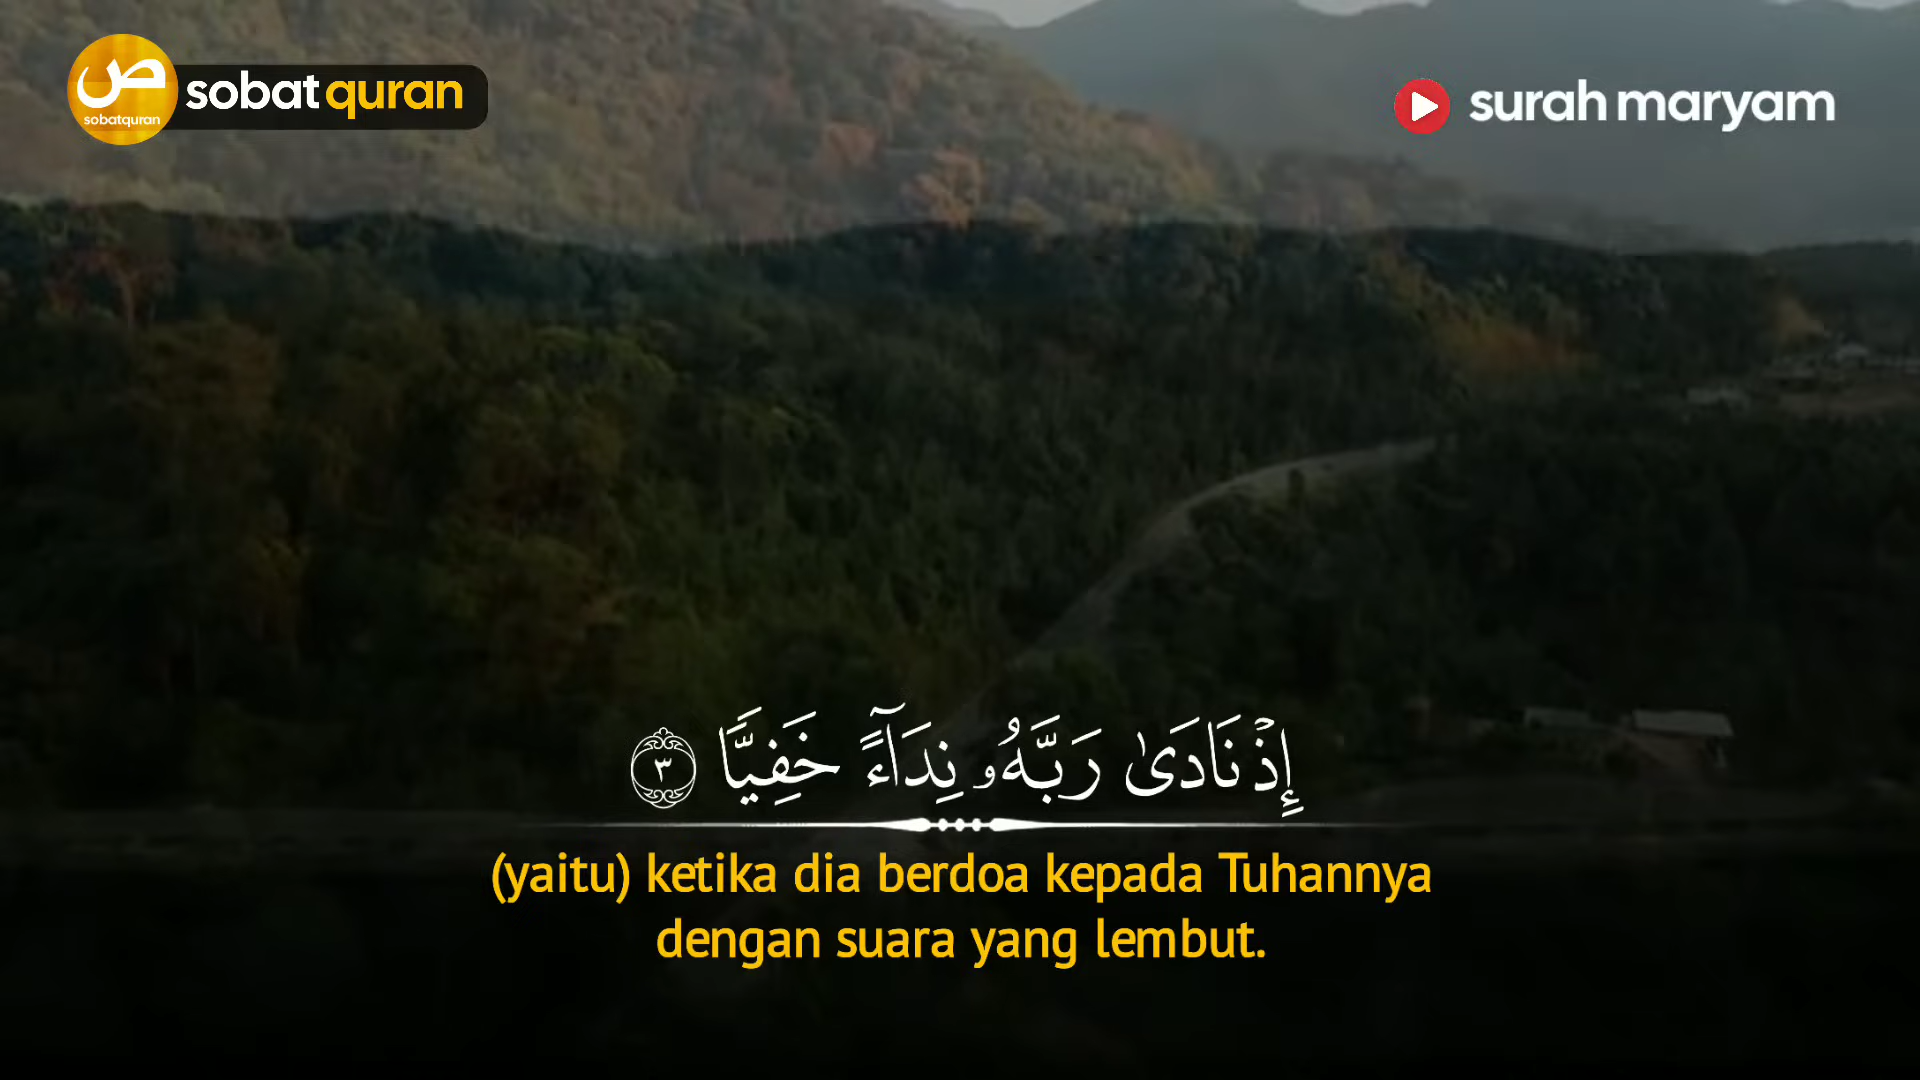 ص
sobatquran
sobat quran
surah maryam
إِذۡ نَادَىٰ رَبَّهُۥ نِدَآءً خَفِيّٗا ٣
(yaitu) ketika dia berdoa kepada Tuhannya
dengan suara yang lembut.